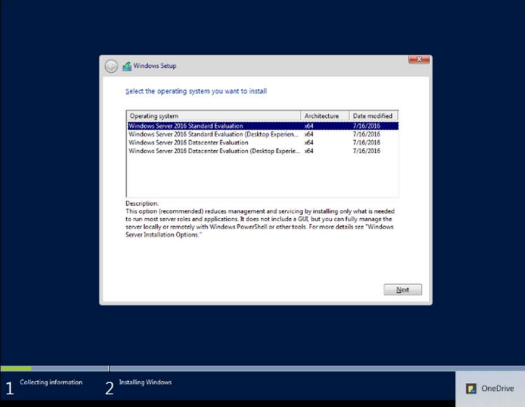 Windows Setup
Select the operating system you want to install
Operating system Architecture Date modified
Windows Server 2016 Standard Evaluation x64 7/16/2016
Windows Server 2016 Standard Evaluation (Desktop Experien... x64 7/16/2016
Windows Server 2016 Datacenter Evaluation x64 7/16/2016
Windows Server 2016 Datacenter Evaluation (Desktop Experie... x64 7/16/2016
Description:
This option (recommended) reduces management and servicing by installing only what is needed
to run most server roles and applications. It does not include a GUI, but you can fully manage the
server locally or remotely with Windows PowerShell or other tools. For more details see "Windows
Server Installation Options."
Next
1 Collecting information 2 Installing Windows
OneDrive